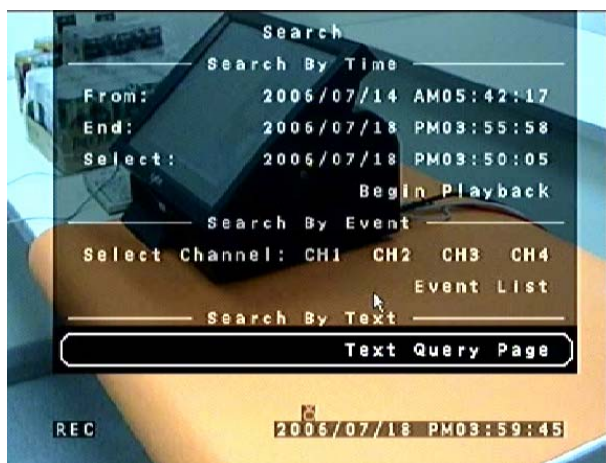 Search
Search By Time
From: 2006/07/14 AM05:42:17
End: 2006/07/18 PM03:55:58
Select: 2006/07/18 PM03:50:05
Begin Playback
Search By Event
Select Channel: CH1 CH2 CH3 CH4
Event List
Search By Text
Text Query Page
REC 2006/07/18 PM03:59:45